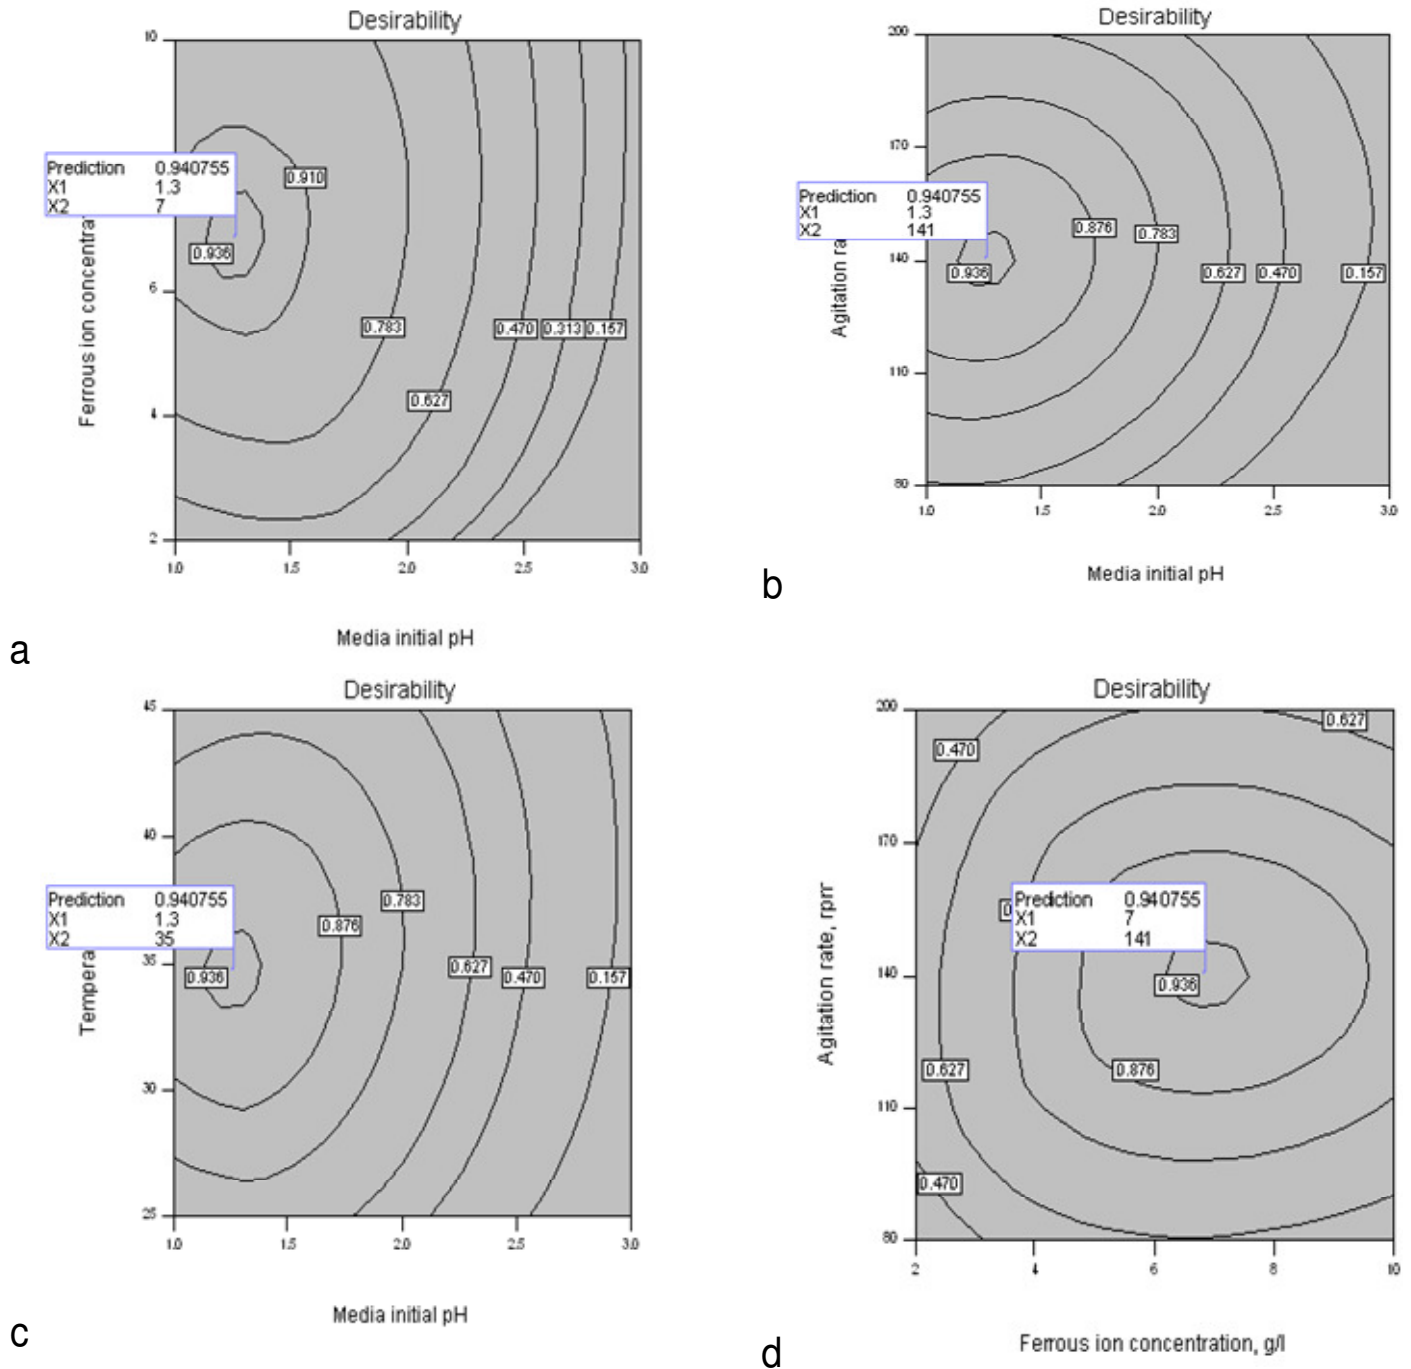 a
Desirability
10
Prediction 0.940755
X1 1.3
X2 7
0.910
0.936
6
0.783
0.470
0.313
0.157
0.627
4
2
1.0 1.5 2.0 2.5 3.0
Ferrous ion concentra
Media initial pH
b
Desirability
200
170
Prediction 0.940755
X1 1.3
X2 141
0.876
0.783
0.936
0.627
0.470
0.157
140
110
80
1.0 1.5 2.0 2.5 3.0
Agitation ra
Media initial pH
c
Desirability
45
40
Prediction 0.940755
X1 1.3
X2 35
0.783
0.876
0.936
0.627
0.470
0.157
35
30
25
1.0 1.5 2.0 2.5 3.0
Tempera
Media initial pH
d
Desirability
200
0.627
0.470
170
Prediction 0.940755
X1 7
X2 141
0.936
140
0.627
0.876
110
0.470
80
2 4 6 8 10
Agitation rate, rpm
Ferrous ion concentration, g/l